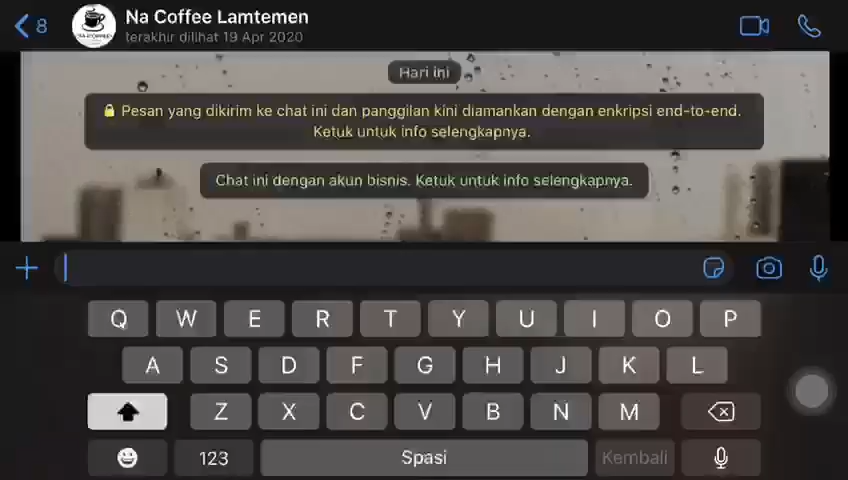 8
Na Coffee Lamtemen
terakhir dilihat 19 Apr 2020
Hari ini
Pesan yang dikirim ke chat ini dan panggilan kini diamankan dengan enkripsi end-to-end.
Ketuk untuk info selengkapnya.
Chat ini dengan akun bisnis. Ketuk untuk info selengkapnya.
Q W E R T Y U I O P
A S D F G H J K L
Z X C V B N M
123 Spasi Kembali